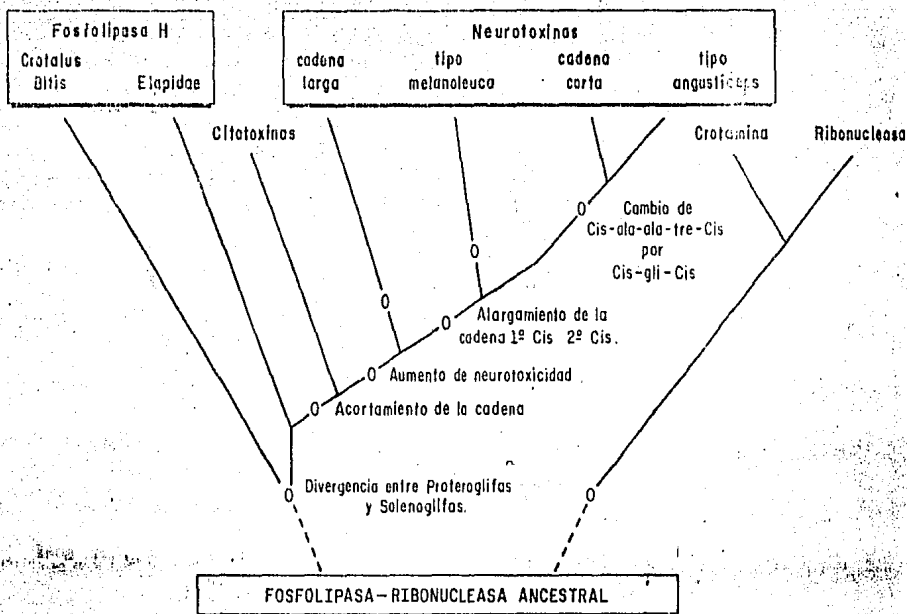 Fosfolipasa H
Crotalus
Bitis Elapidae
Neurotoxinas
cadena tipo cadena tipo
larga melanoleuca corta angusticeps
Citotoxinas
Crotamina Ribonucleasa
O
Cambio de
Cis-ala-ala-tre-Cis
por
Cis-gli-Cis
O
O
O Alargamiento de la
cadena 1º Cis 2º Cis.
O Aumento de neurotoxicidad
O Acortamiento de la cadena
O Divergencia entre Proteroglifas
y Solenoglifas.
O
FOSFOLIPASA-RIBONUCLEASA ANCESTRAL